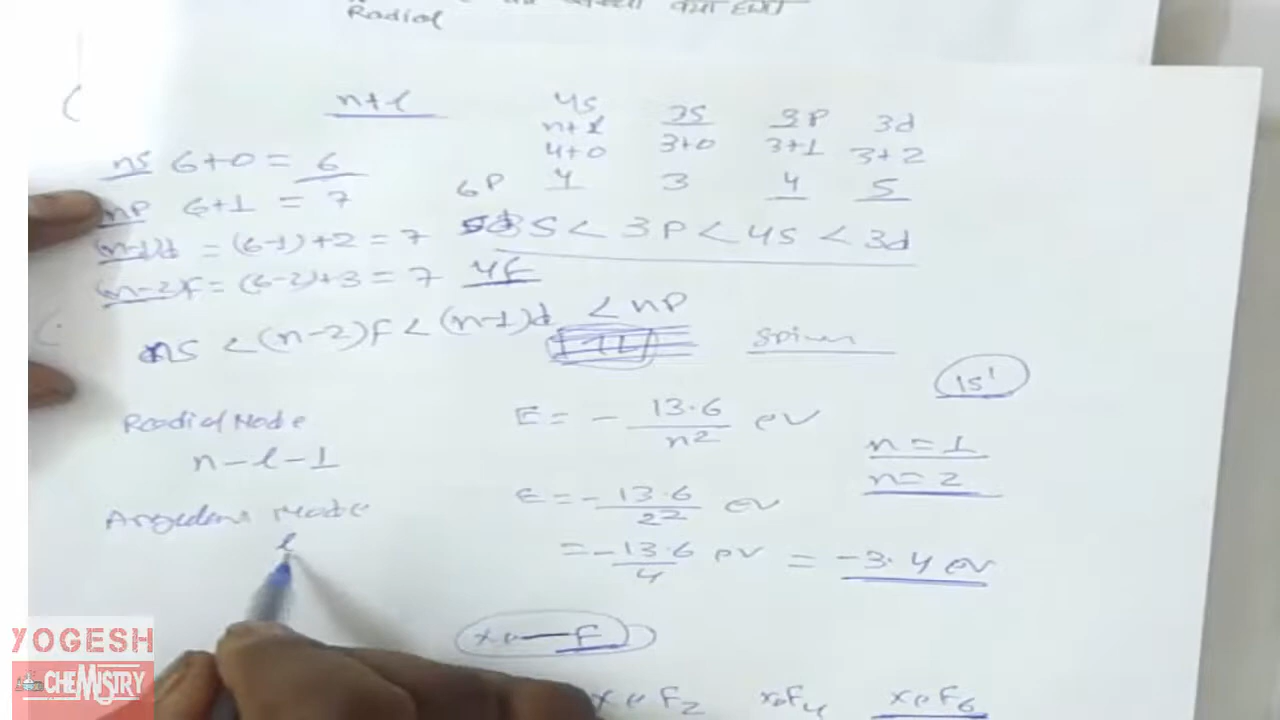 Radial
n+l
4s 3s 3p 3d
n+l
4+0 3+0 3+1 3+2
ns 6+0 = 6
6p 4 3 4 5
np 6+1 = 7
3s < 3p < 4s < 3d
(n-1)d = (6-1)+2 = 7
(n-2)f = (6-2)+3 = 7 4f
ns < (n-2)f < (n-1)d < np
1s¹
Radial Node
E = - 13.6/n² ev
n = 1
n-l-1
n = 2
E = - 13.6/2² ev
l
= - 13.6/4 ev = -3.4 ev
Xe — F
XeF2 XeF4 XeF6
YOGESH
CHEMISTRY